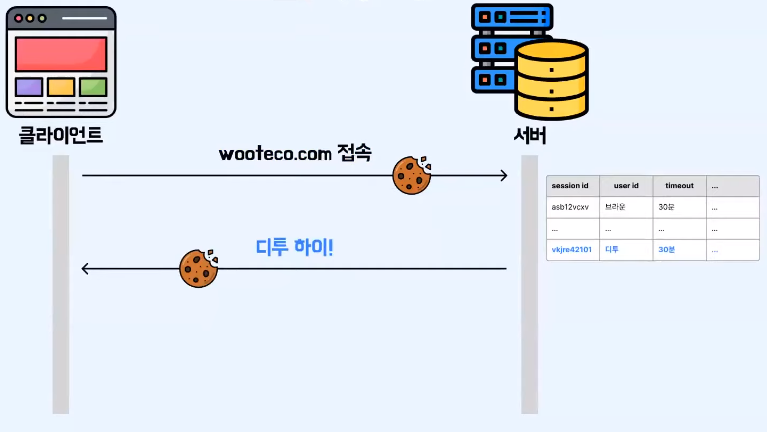 클라이언트
서버
wooteco.com 접속
session id user id timeout ...
asb12vcxv 브라운 30분 ...
... ... ... ...
vkjre42101 디투 30분 ...
디투 하이!